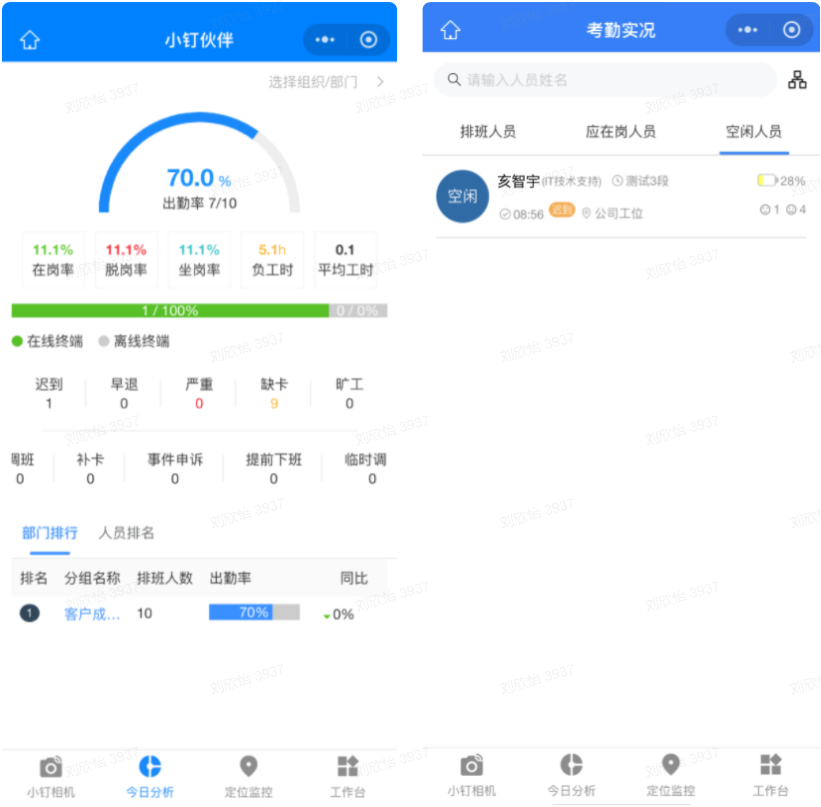 小钉伙伴
选择组织/部门
70.0 %
出勤率 7/10
11.1% 11.1% 11.1% 5.1h 0.1
在岗率 脱岗率 坐岗率 负工时 平均工时
1 / 100% 0 / 0%
在线终端 离线终端
迟到 早退 严重 缺卡 旷工
1 0 0 9 0
周班 补卡 事件申诉 提前下班 临时调
0 0 0 0 0
部门排行 人员排名
排名 分组名称 排班人数 出勤率 同比
1 客户成... 10 70% 0%
小钉相机 今日分析 定位监控 工作台
考勤实况
请输入人员姓名
排班人员 应在岗人员 空闲人员
空闲 亥智宇(IT技术支持) 测试3段 28%
08:56 迟到 公司工位 1 4
小钉相机 今日分析 定位监控 工作台
刘欣怡 3937